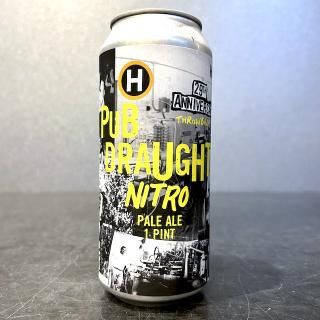 H
25TH
ANNIVERSARY
PUB
DRAUGHT
NITRO
PALE ALE
1 PINT